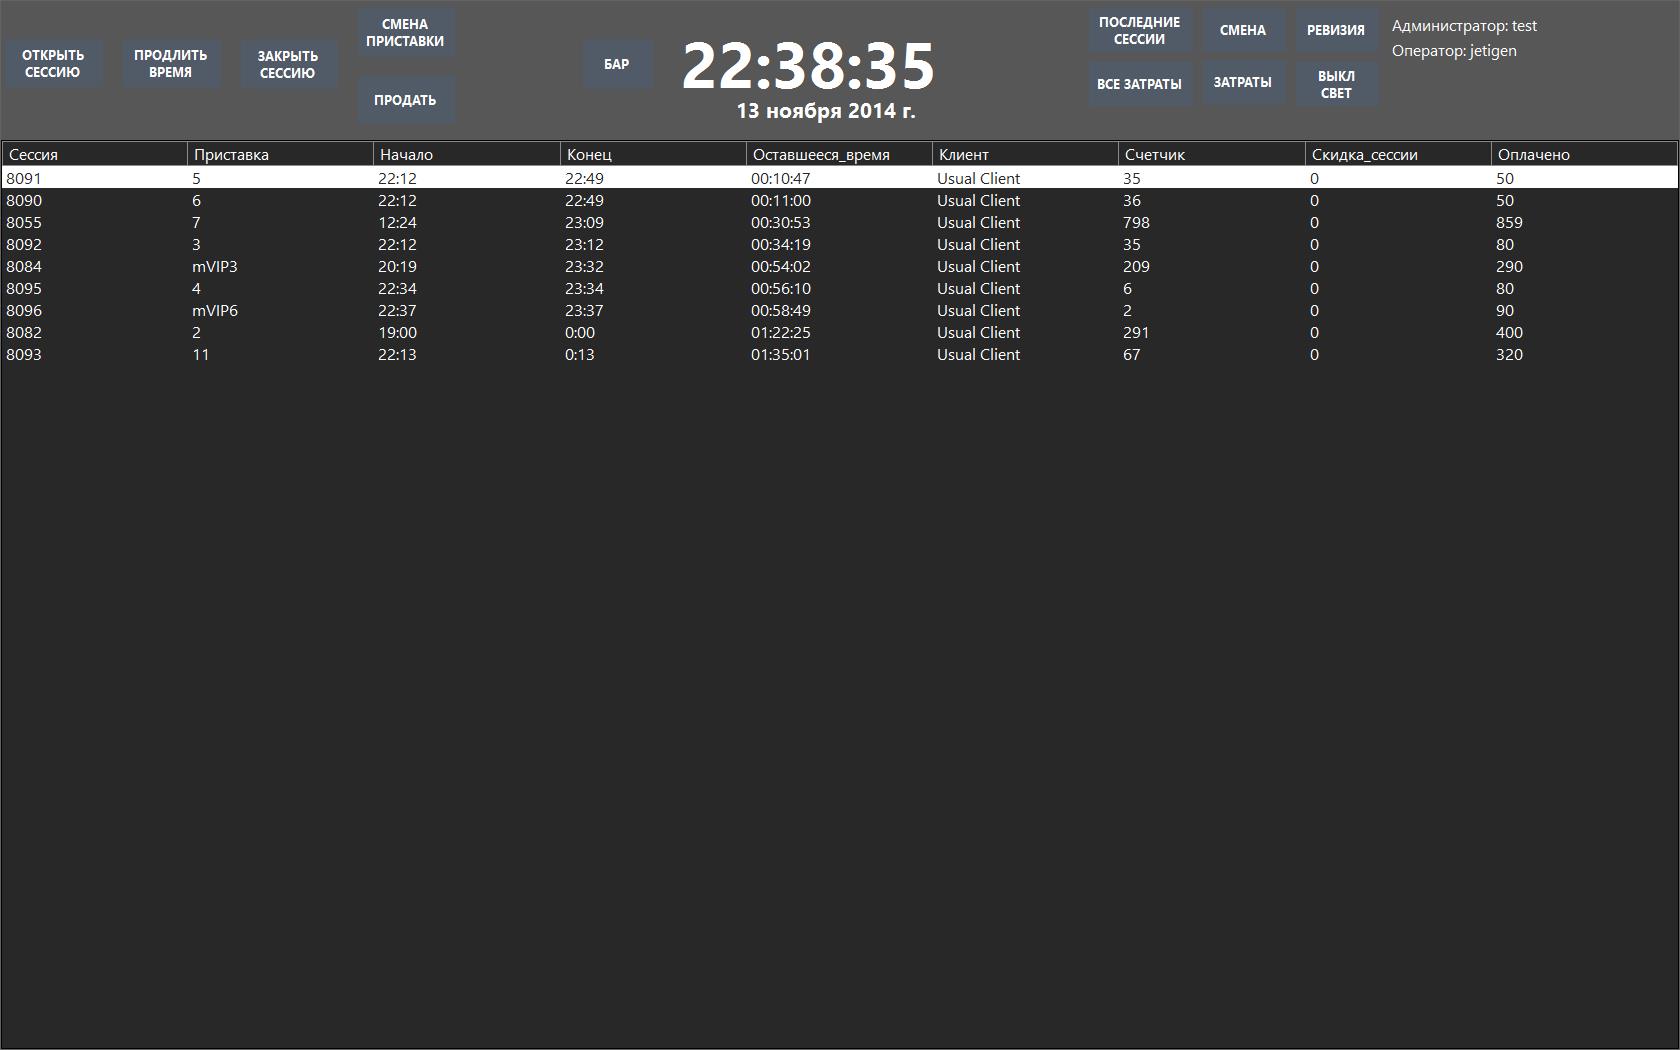 ОТКРЫТЬ
СЕССИЮ
ПРОДЛИТЬ
ВРЕМЯ
ЗАКРЫТЬ
СЕССИЮ
СМЕНА
ПРИСТАВКИ
ПРОДАТЬ
БАР
22:38:35
13 ноября 2014 г.
ПОСЛЕДНИЕ
СЕССИИ
СМЕНА
РЕВИЗИЯ
ВСЕ ЗАТРАТЫ
ЗАТРАТЫ
ВЫКЛ
СВЕТ
Администратор: test
Оператор: jetigen
Сессия Приставка Начало Конец Оставшееся_время Клиент Счетчик Скидка_сессии Оплачено
8091 5 22:12 22:49 00:10:47 Usual Client 35 0 50
8090 6 22:12 22:49 00:11:00 Usual Client 36 0 50
8055 7 12:24 23:09 00:30:53 Usual Client 798 0 859
8092 3 22:12 23:12 00:34:19 Usual Client 35 0 80
8084 mVIP3 20:19 23:32 00:54:02 Usual Client 209 0 290
8095 4 22:34 23:34 00:56:10 Usual Client 6 0 80
8096 mVIP6 22:37 23:37 00:58:49 Usual Client 2 0 90
8082 2 19:00 0:00 01:22:25 Usual Client 291 0 400
8093 11 22:13 0:13 01:35:01 Usual Client 67 0 320